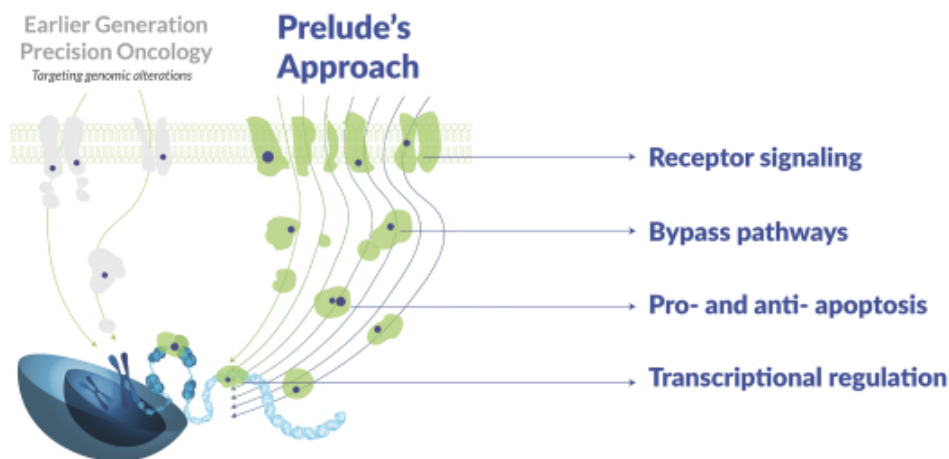 Earlier Generation
Precision Oncology
Targeting genomic alterations
Prelude's
Approach
Receptor signaling
Bypass pathways
Pro- and anti- apoptosis
Transcriptional regulation